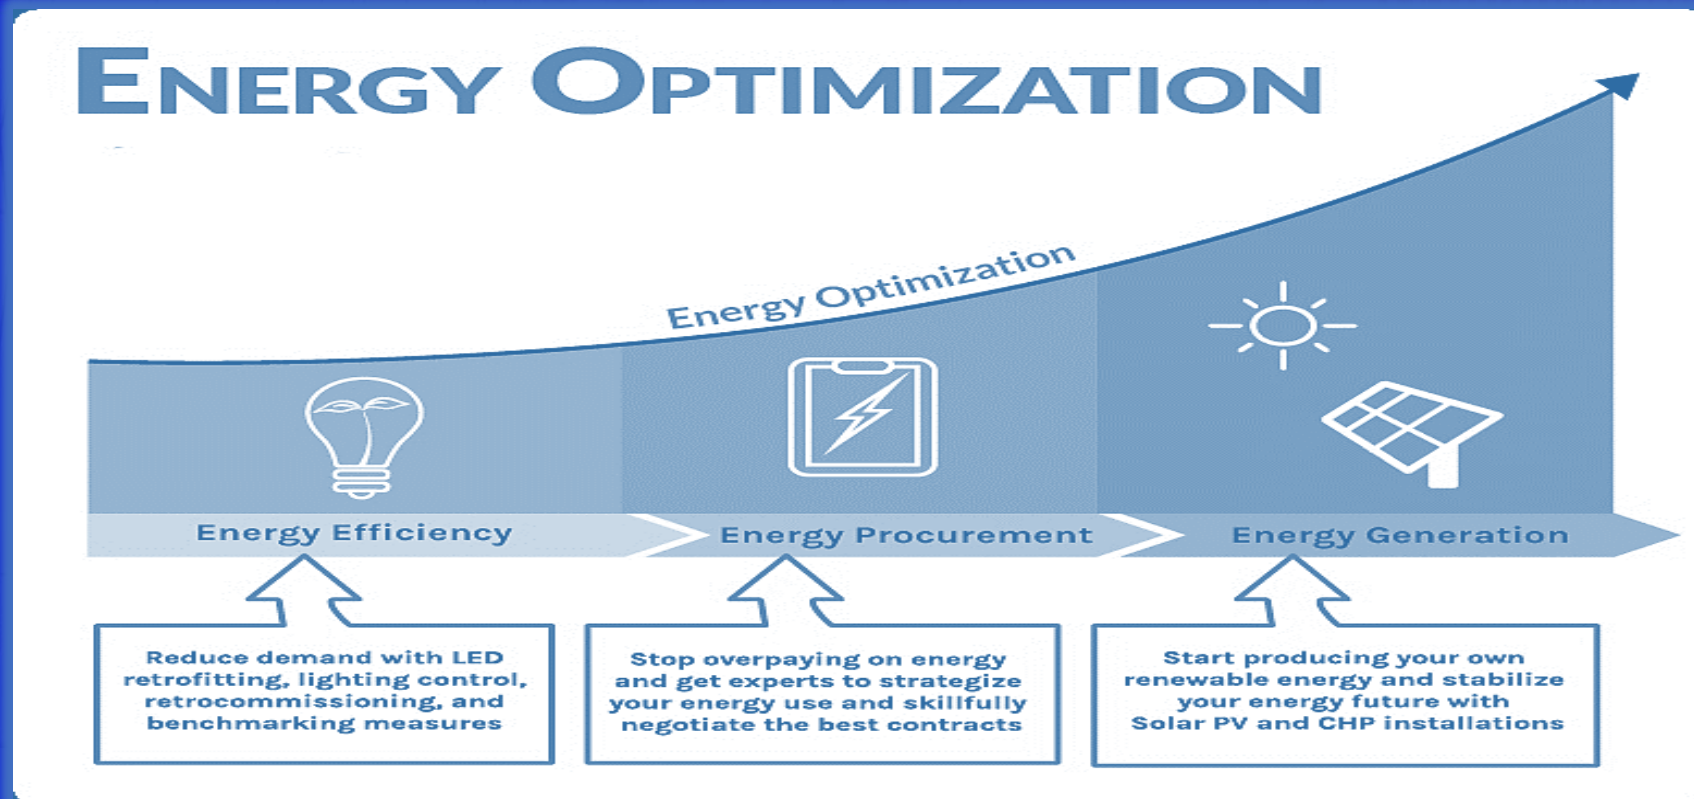 ENERGY OPTIMIZATION
Energy Optimization
Energy Efficiency
Energy Procurement
Energy Generation
Reduce demand with LED
retrofitting, lighting control,
retrocommissioning, and
benchmarking measures
Stop overpaying on energy
and get experts to strategize
your energy use and skillfully
negotiate the best contracts
Start producing your own
renewable energy and stabilize
your energy future with
Solar PV and CHP installations